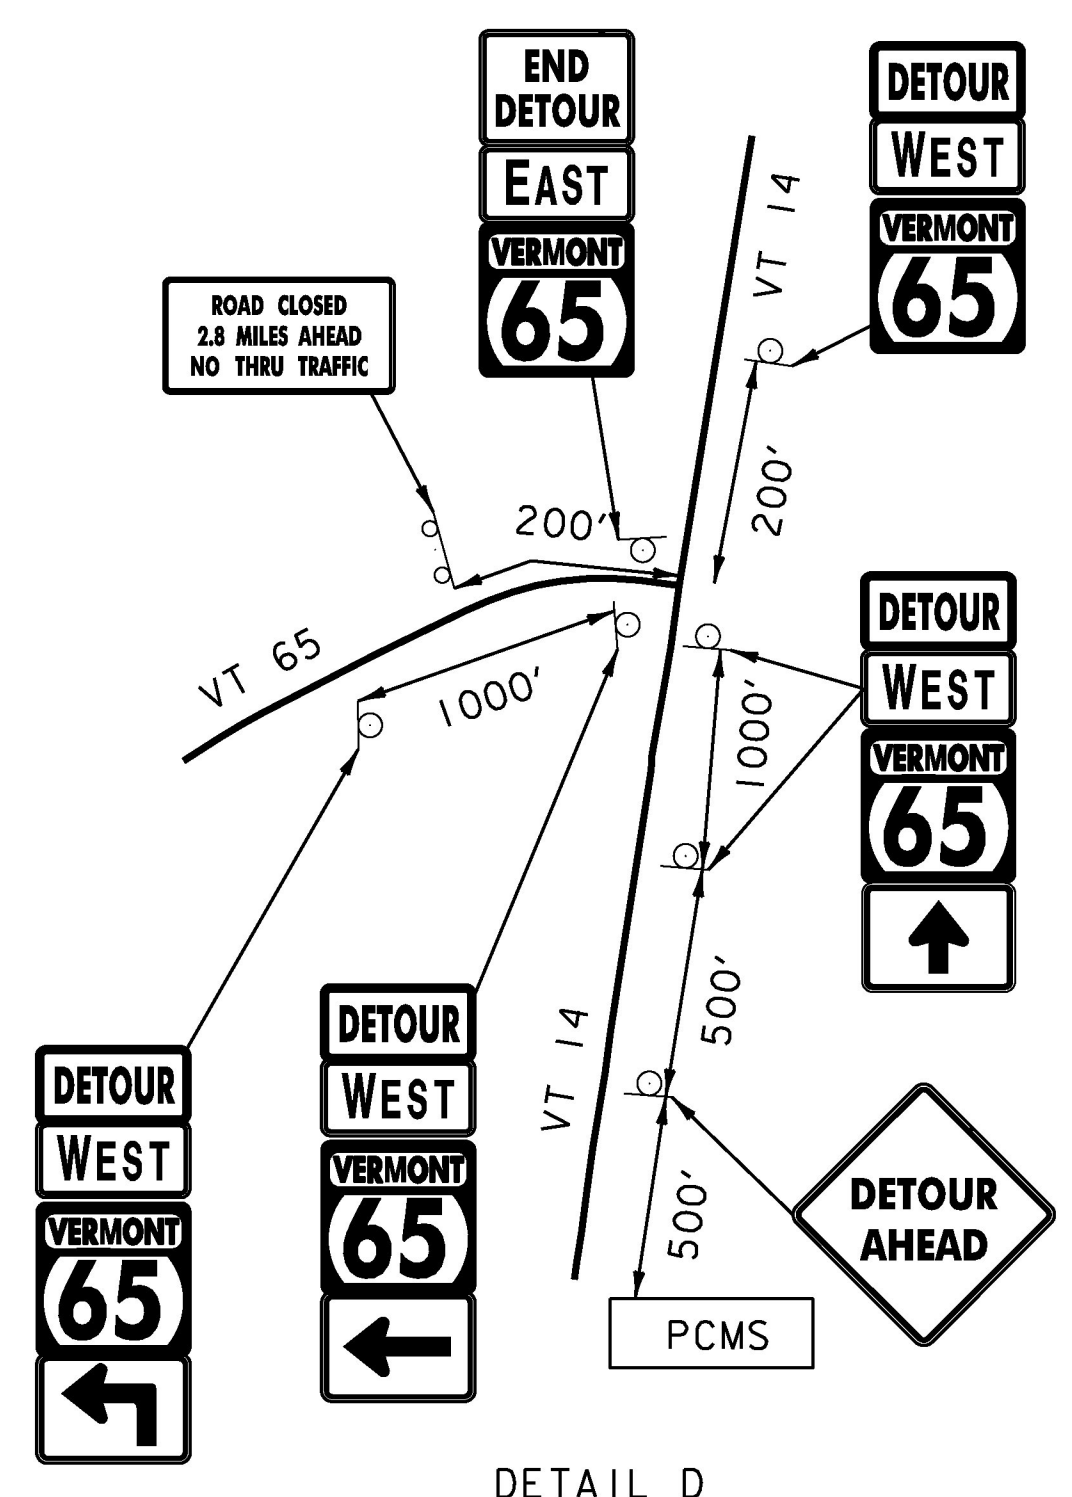 END
DETOUR
EAST
VERMONT
65
DETOUR
WEST
VERMONT
65
VT 14
ROAD CLOSED
2.8 MILES AHEAD
NO THRU TRAFFIC
200'
200'
VT 65
1000'
1000'
DETOUR
WEST
VERMONT
65
500'
VT 14
DETOUR
WEST
VERMONT
65
DETOUR
WEST
VERMONT
65
DETOUR
AHEAD
500'
PCMS
DETAIL D